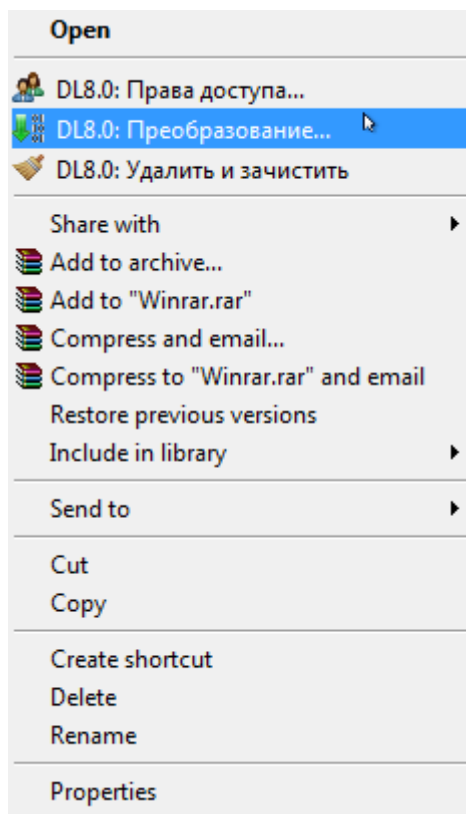 Open
DL8.0: Права доступа...
DL8.0: Преобразование...
DL8.0: Удалить и зачистить
Share with
Add to archive...
Add to "Winrar.rar"
Compress and email...
Compress to "Winrar.rar" and email
Restore previous versions
Include in library
Send to
Cut
Copy
Create shortcut
Delete
Rename
Properties